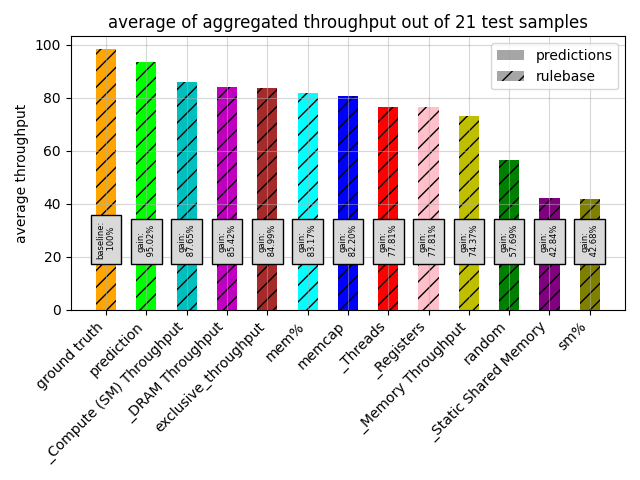 average of aggregated throughput out of 21 test samples
predictions
rulebase
average throughput
100
80
60
40
20
0
baseline:
100%
gain:
95.02%
gain:
87.65%
gain:
85.42%
gain:
84.99%
gain:
83.17%
gain:
82.20%
gain:
77.81%
gain:
77.81%
gain:
74.37%
gain:
57.69%
gain:
42.84%
gain:
42.68%
ground truth
prediction
_Compute (SM) Throughput
_DRAM Throughput
exclusive_throughput
mem%
memcap
_Threads
_Registers
_Memory Throughput
random
_Static Shared Memory
sm%